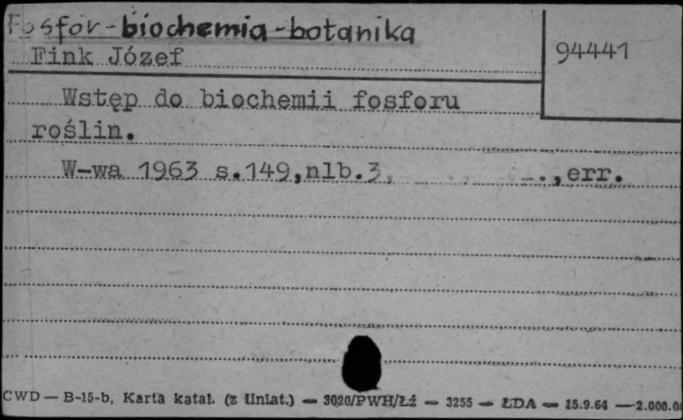 Fosfor-biochemia-botanika
Fink Józef
94441
Wstęp do biochemii fosforu
roślin.
W-wa 1963 s.149,nlb.3, .,err.
CWD — B-15-b, Karta katal. (z Uniat.) — 3020/PWH/Łź — 3255 — ŁDA — 15.9.64 — 2.000.0